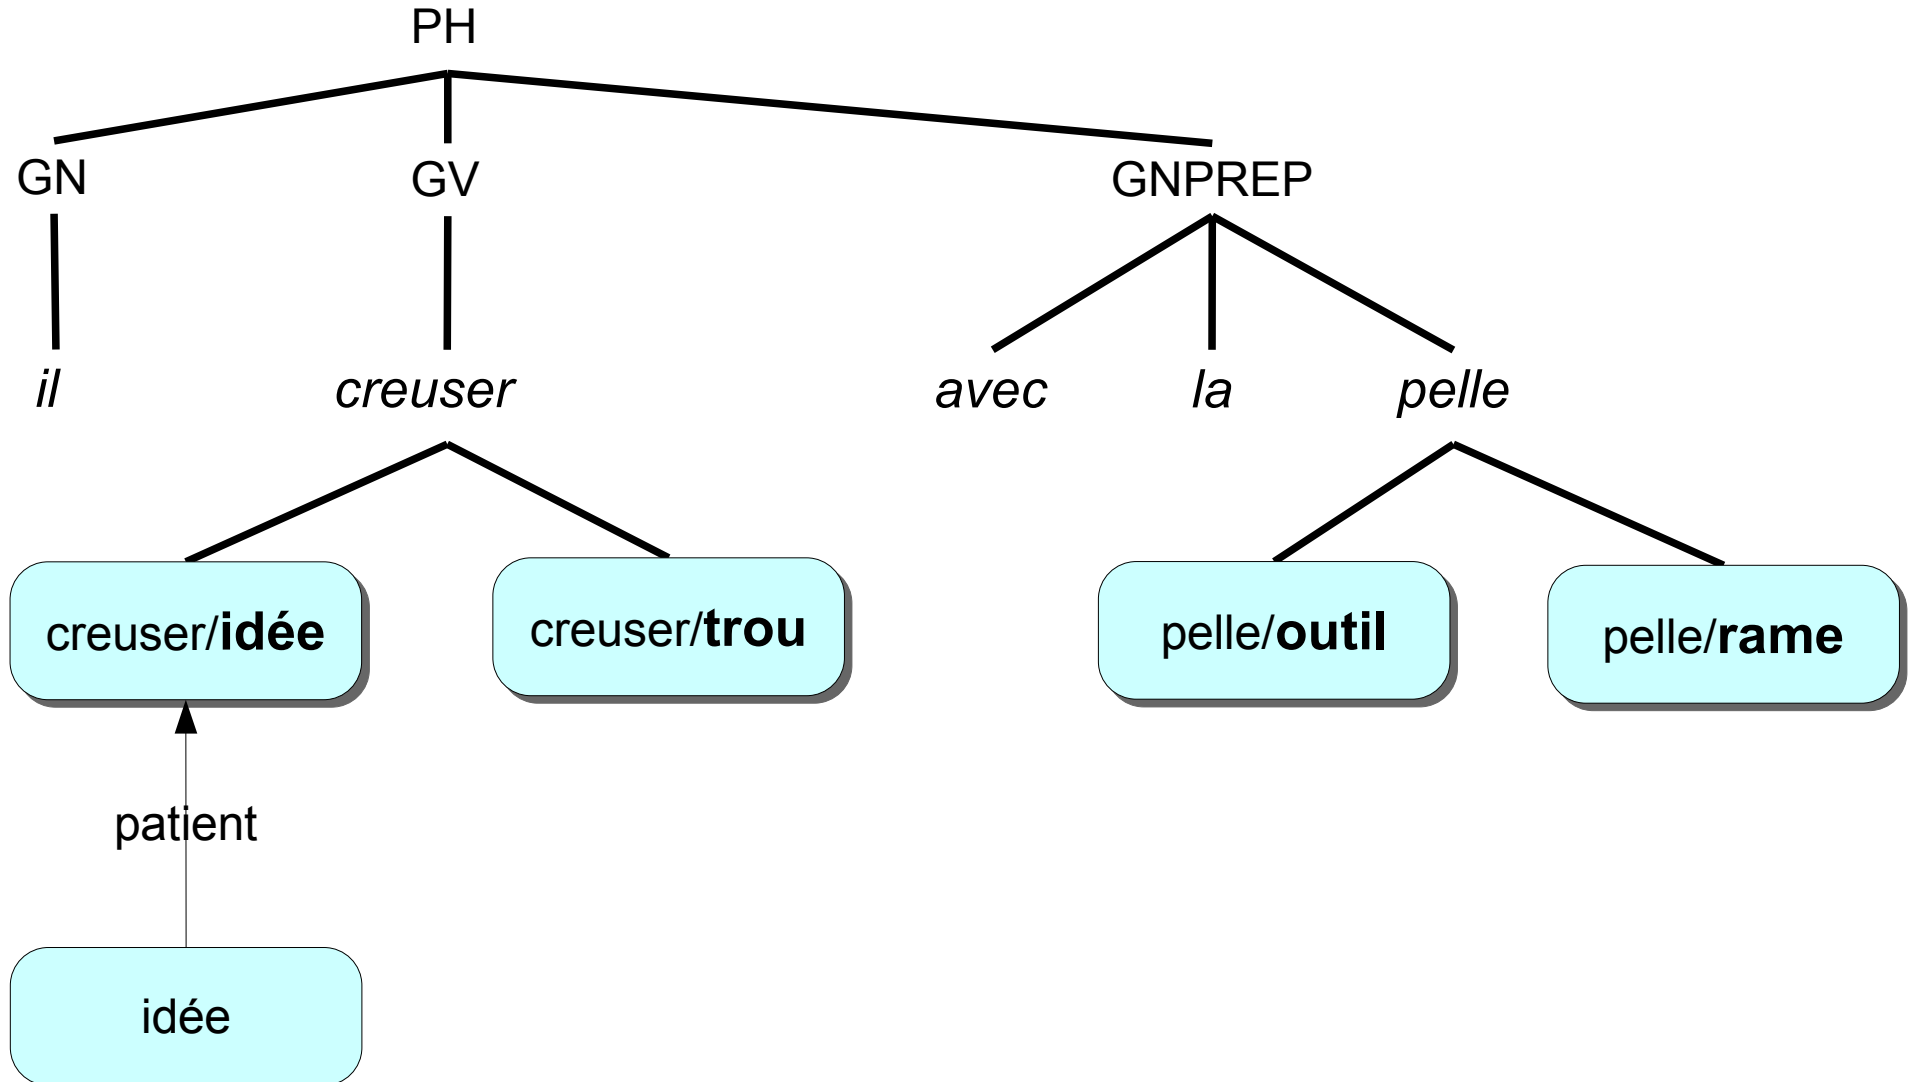 PH
GN GV GNPREP
il creuser avec la pelle
creuser/idée creuser/trou pelle/outil pelle/rame
patient
idée